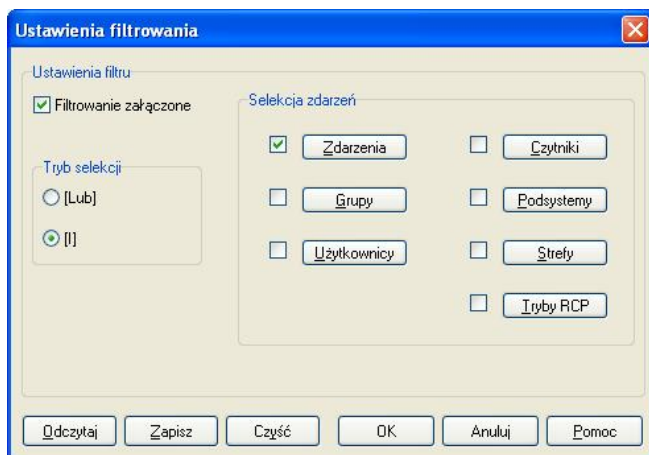 Ustawienia filtrowania
Ustawienia filtru
Filtrowanie załączone
Selekcja zdarzeń
Zdarzenia
Czytniki
Tryb selekcji
[Lub]
Grupy
Podsystemy
[I]
Użytkownicy
Strefy
Tryby RCP
Odczytaj Zapisz Czyść OK Anuluj Pomoc